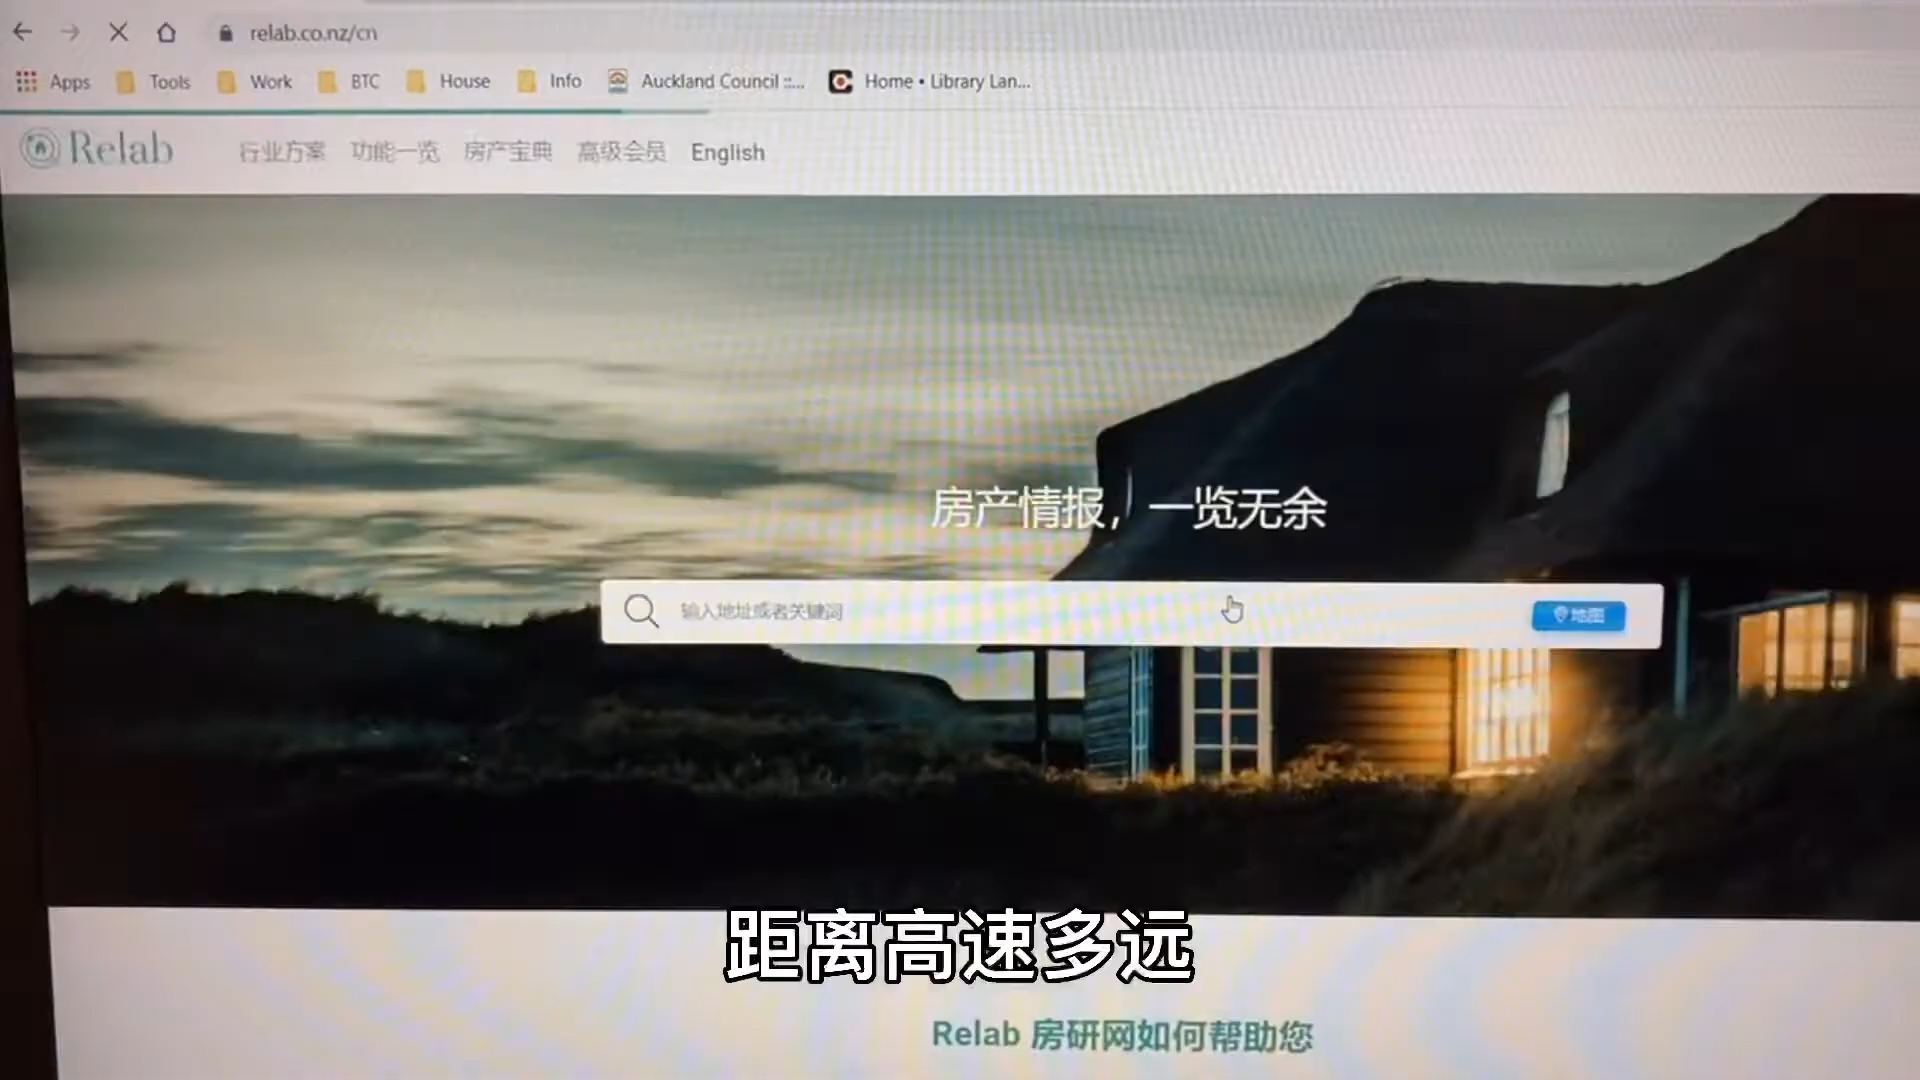 relab.co.nz/cn
Apps Tools Work BTC House Info Auckland Council ::... Home • Library Lan...
Relab 行业方案 功能一览 房产宝典 高级会员 English
房产情报，一览无余
输入地址或者关键词 地图
距离高速多远
Relab 房研网如何帮助您